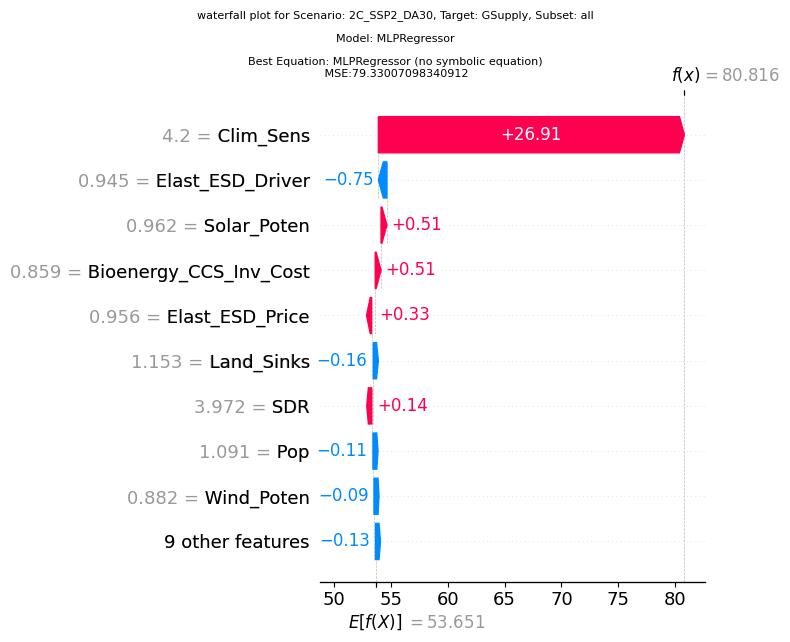 waterfall plot for Scenario: 2C_SSP2_DA30, Target: GSupply, Subset: all
Model: MLPRegressor
Best Equation: MLPRegressor (no symbolic equation)
MSE:79.33007098340912
f(x) = 80.816
4.2 = Clim_Sens +26.91
0.945 = Elast_ESD_Driver −0.75
0.962 = Solar_Poten +0.51
0.859 = Bioenergy_CCS_Inv_Cost +0.51
0.956 = Elast_ESD_Price +0.33
1.153 = Land_Sinks −0.16
3.972 = SDR +0.14
1.091 = Pop −0.11
0.882 = Wind_Poten −0.09
9 other features −0.13
50 55 60 65 70 75 80
E[f(X)] = 53.651